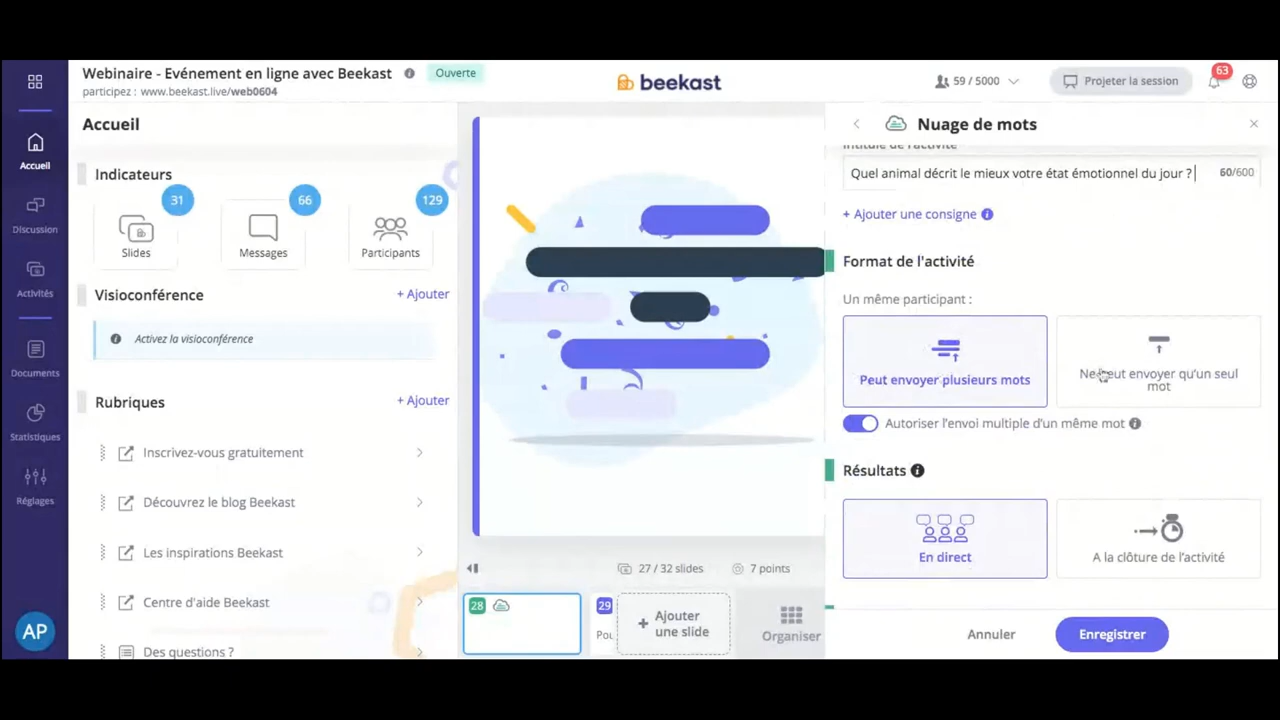 Webinaire - Evénement en ligne avec Beekast
Ouverte
participez : www.beekast.live/web0604
beekast
59 / 5000
Projeter la session
63
Accueil
Discussion
Activités
Documents
Statistiques
Réglages
AP
Accueil
Indicateurs
31
Slides
66
Messages
129
Participants
Visioconférence
+ Ajouter
Activez la visioconférence
Rubriques
+ Ajouter
Inscrivez-vous gratuitement
Découvrez le blog Beekast
Les inspirations Beekast
Centre d'aide Beekast
Des questions ?
27 / 32 slides
7 points
28
29
Pou
+ Ajouter
une slide
Organiser
Nuage de mots
Intitulé de l'activité
Quel animal décrit le mieux votre état émotionnel du jour ?
60/600
+ Ajouter une consigne
Format de l'activité
Un même participant :
Peut envoyer plusieurs mots
Ne peut envoyer qu'un seul
mot
Autoriser l'envoi multiple d'un même mot
Résultats
En direct
A la clôture de l'activité
Annuler
Enregistrer